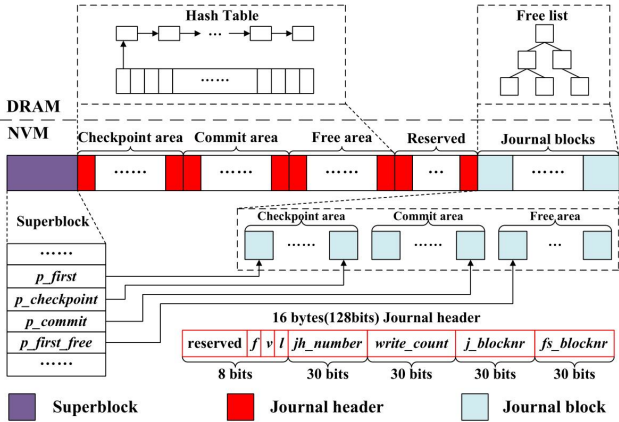 Hash Table
Free list
……
……
DRAM
NVM
Checkpoint area Commit area Free area Reserved Journal blocks
…… …… …… … ……
Superblock
Checkpoint area Commit area Free area
…… …… …
……
p_first
p_checkpoint
p_commit
p_first_free
……
16 bytes(128bits) Journal header
reserved f v l jh_number write_count j_blocknr fs_blocknr
8 bits 30 bits 30 bits 30 bits 30 bits
Superblock Journal header Journal block